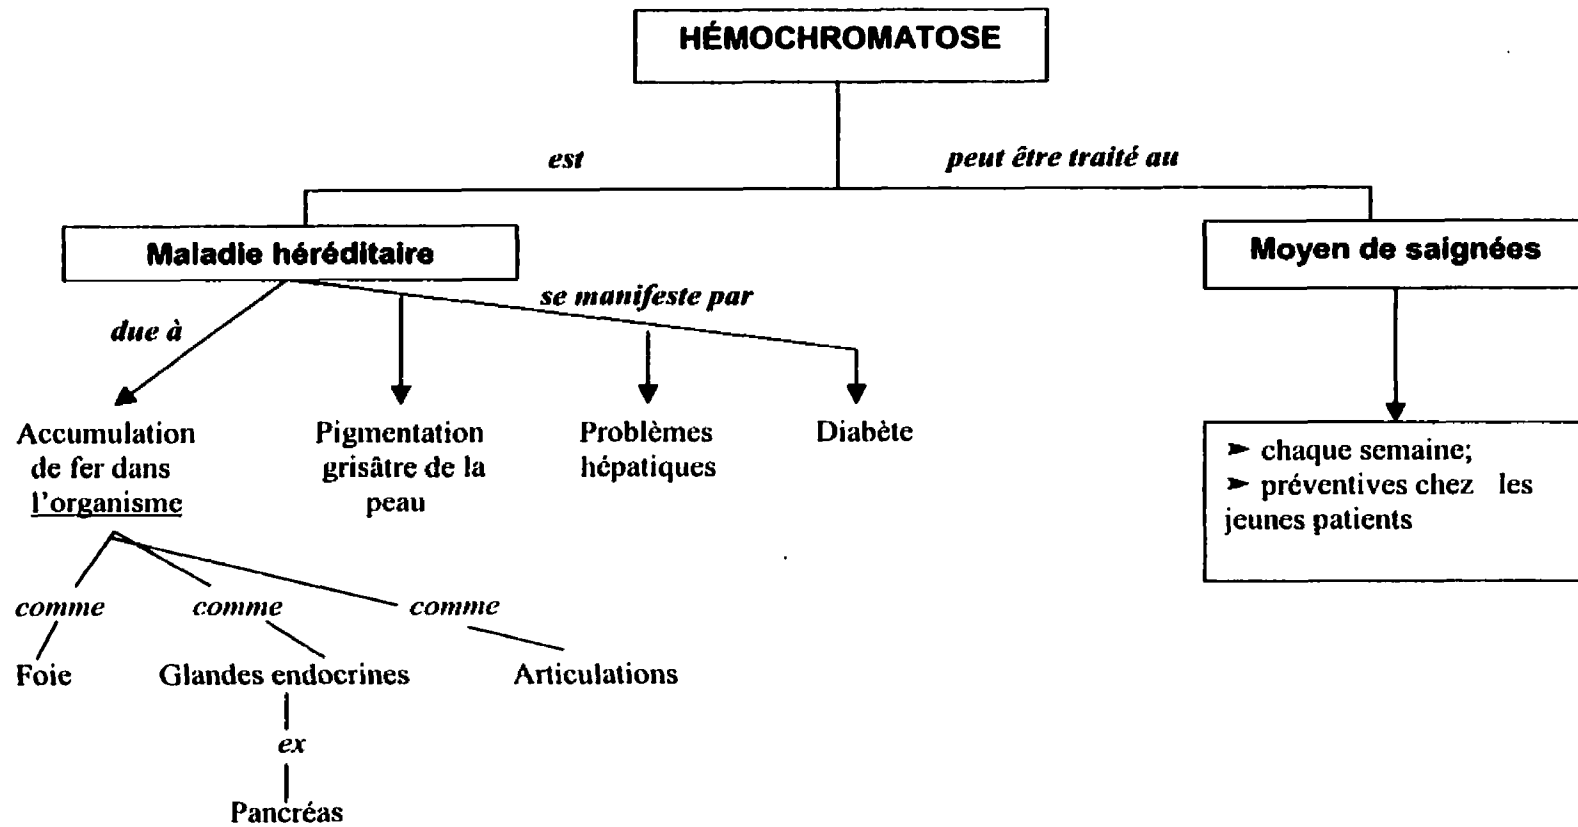 HÉMOCHROMATOSE
est
peut être traité au
Maladie héréditaire
Moyen de saignées
due à
se manifeste par
Accumulation
de fer dans
l'organisme
Pigmentation
grisâtre de la
peau
Problèmes
hépatiques
Diabète
➤ chaque semaine;
➤ préventives chez les
jeunes patients
comme
comme
comme
Foie
Glandes endocrines
Articulations
ex
Pancréas